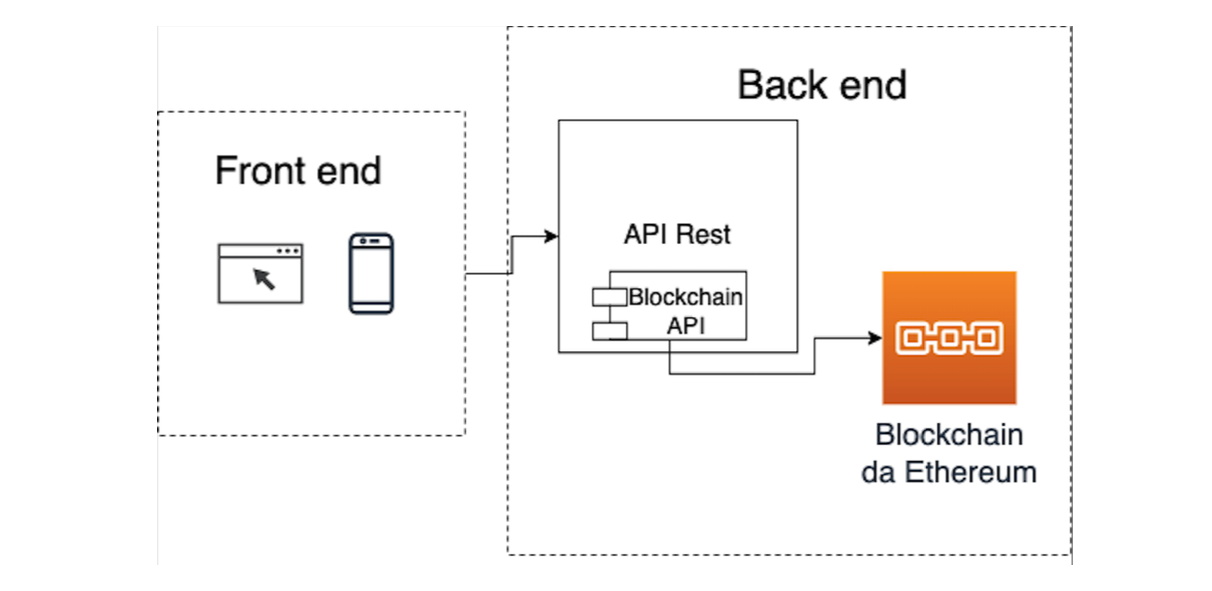 Back end
Front end
API Rest
Blockchain
API
Blockchain
da Ethereum